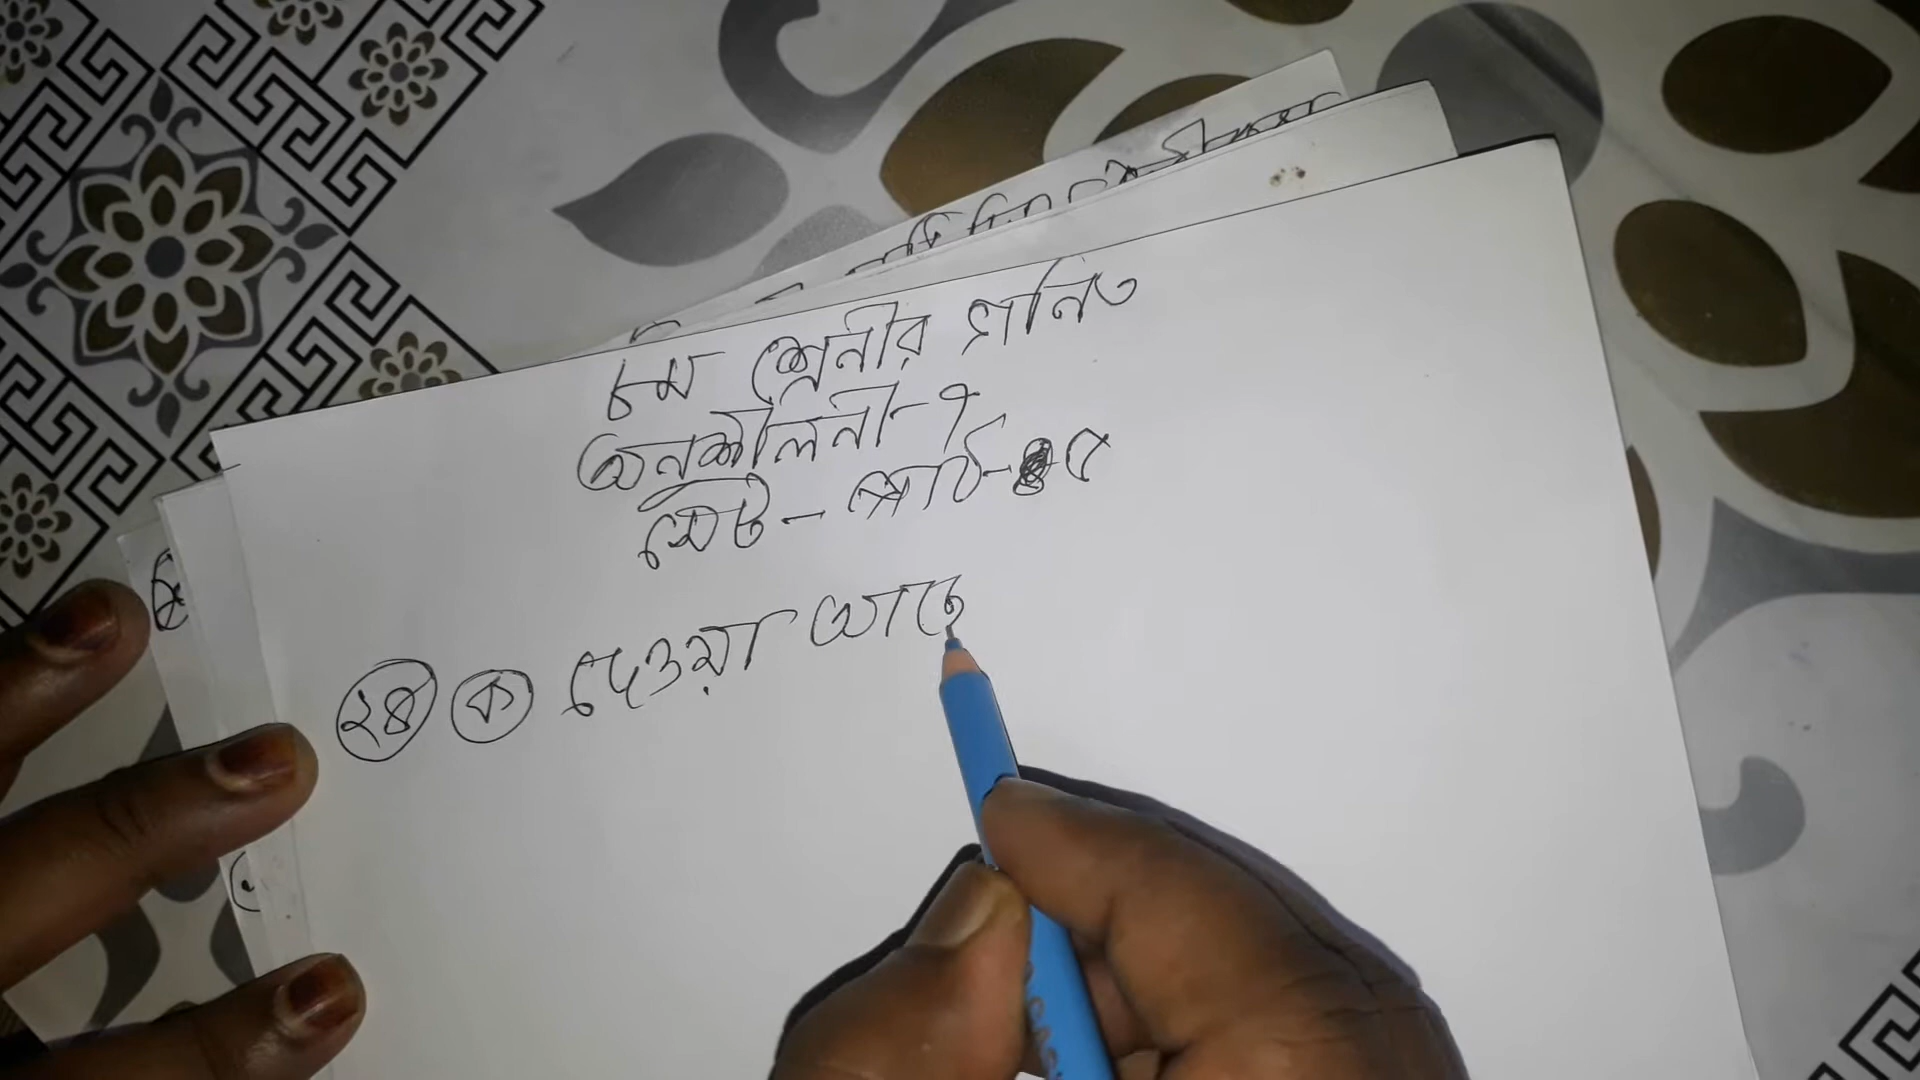 ৮ম শ্রেনীর গনিত
অনুশীলনী-৭
সেট-পার্ট-৫
২৪ ক দেওয়া আছে